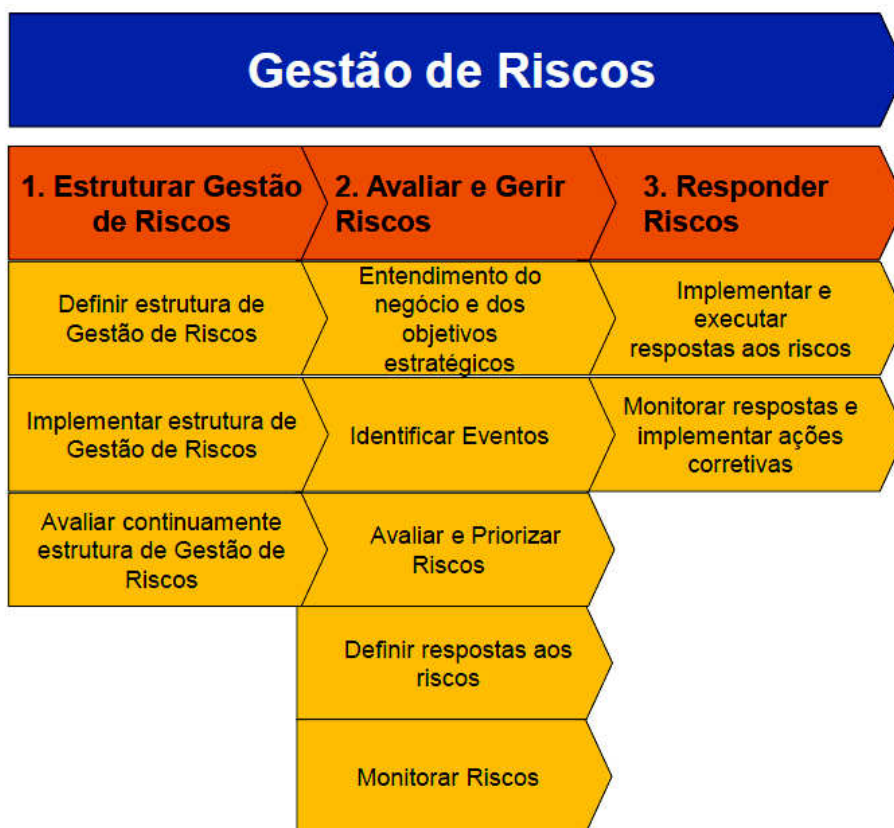 Gestão de Riscos
1. Estruturar Gestão
de Riscos
2. Avaliar e Gerir
Riscos
3. Responder
Riscos
Definir estrutura de
Gestão de Riscos
Entendimento do
negócio e dos
objetivos
estratégicos
Implementar e
executar
respostas aos riscos
Implementar estrutura de
Gestão de Riscos
Identificar Eventos
Monitorar respostas e
implementar ações
corretivas
Avaliar continuamente
estrutura de Gestão de
Riscos
Avaliar e Priorizar
Riscos
Definir respostas aos
riscos
Monitorar Riscos